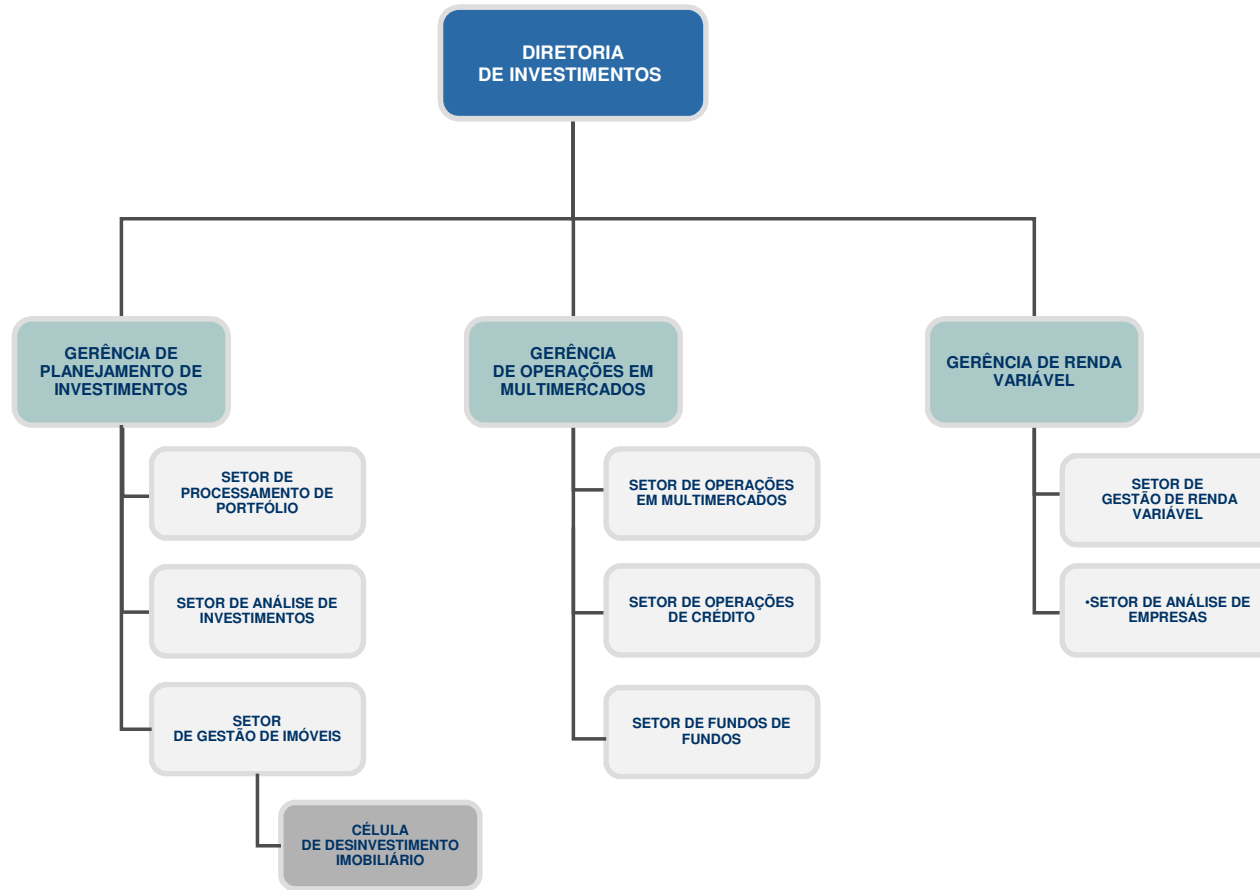 DIRETORIA
DE INVESTIMENTOS
GERÊNCIA DE
PLANEJAMENTO DE
INVESTIMENTOS
GERÊNCIA
DE OPERAÇÕES EM
MULTIMERCADOS
GERÊNCIA DE RENDA
VARIÁVEL
SETOR DE
PROCESSAMENTO DE
PORTFÓLIO
SETOR DE OPERAÇÕES
EM MULTIMERCADOS
SETOR DE
GESTÃO DE RENDA
VARIÁVEL
SETOR DE ANÁLISE DE
INVESTIMENTOS
SETOR DE OPERAÇÕES
DE CRÉDITO
•SETOR DE ANÁLISE DE
EMPRESAS
SETOR
DE GESTÃO DE IMÓVEIS
SETOR DE FUNDOS DE
FUNDOS
CÉLULA
DE DESINVESTIMENTO
IMOBILIÁRIO